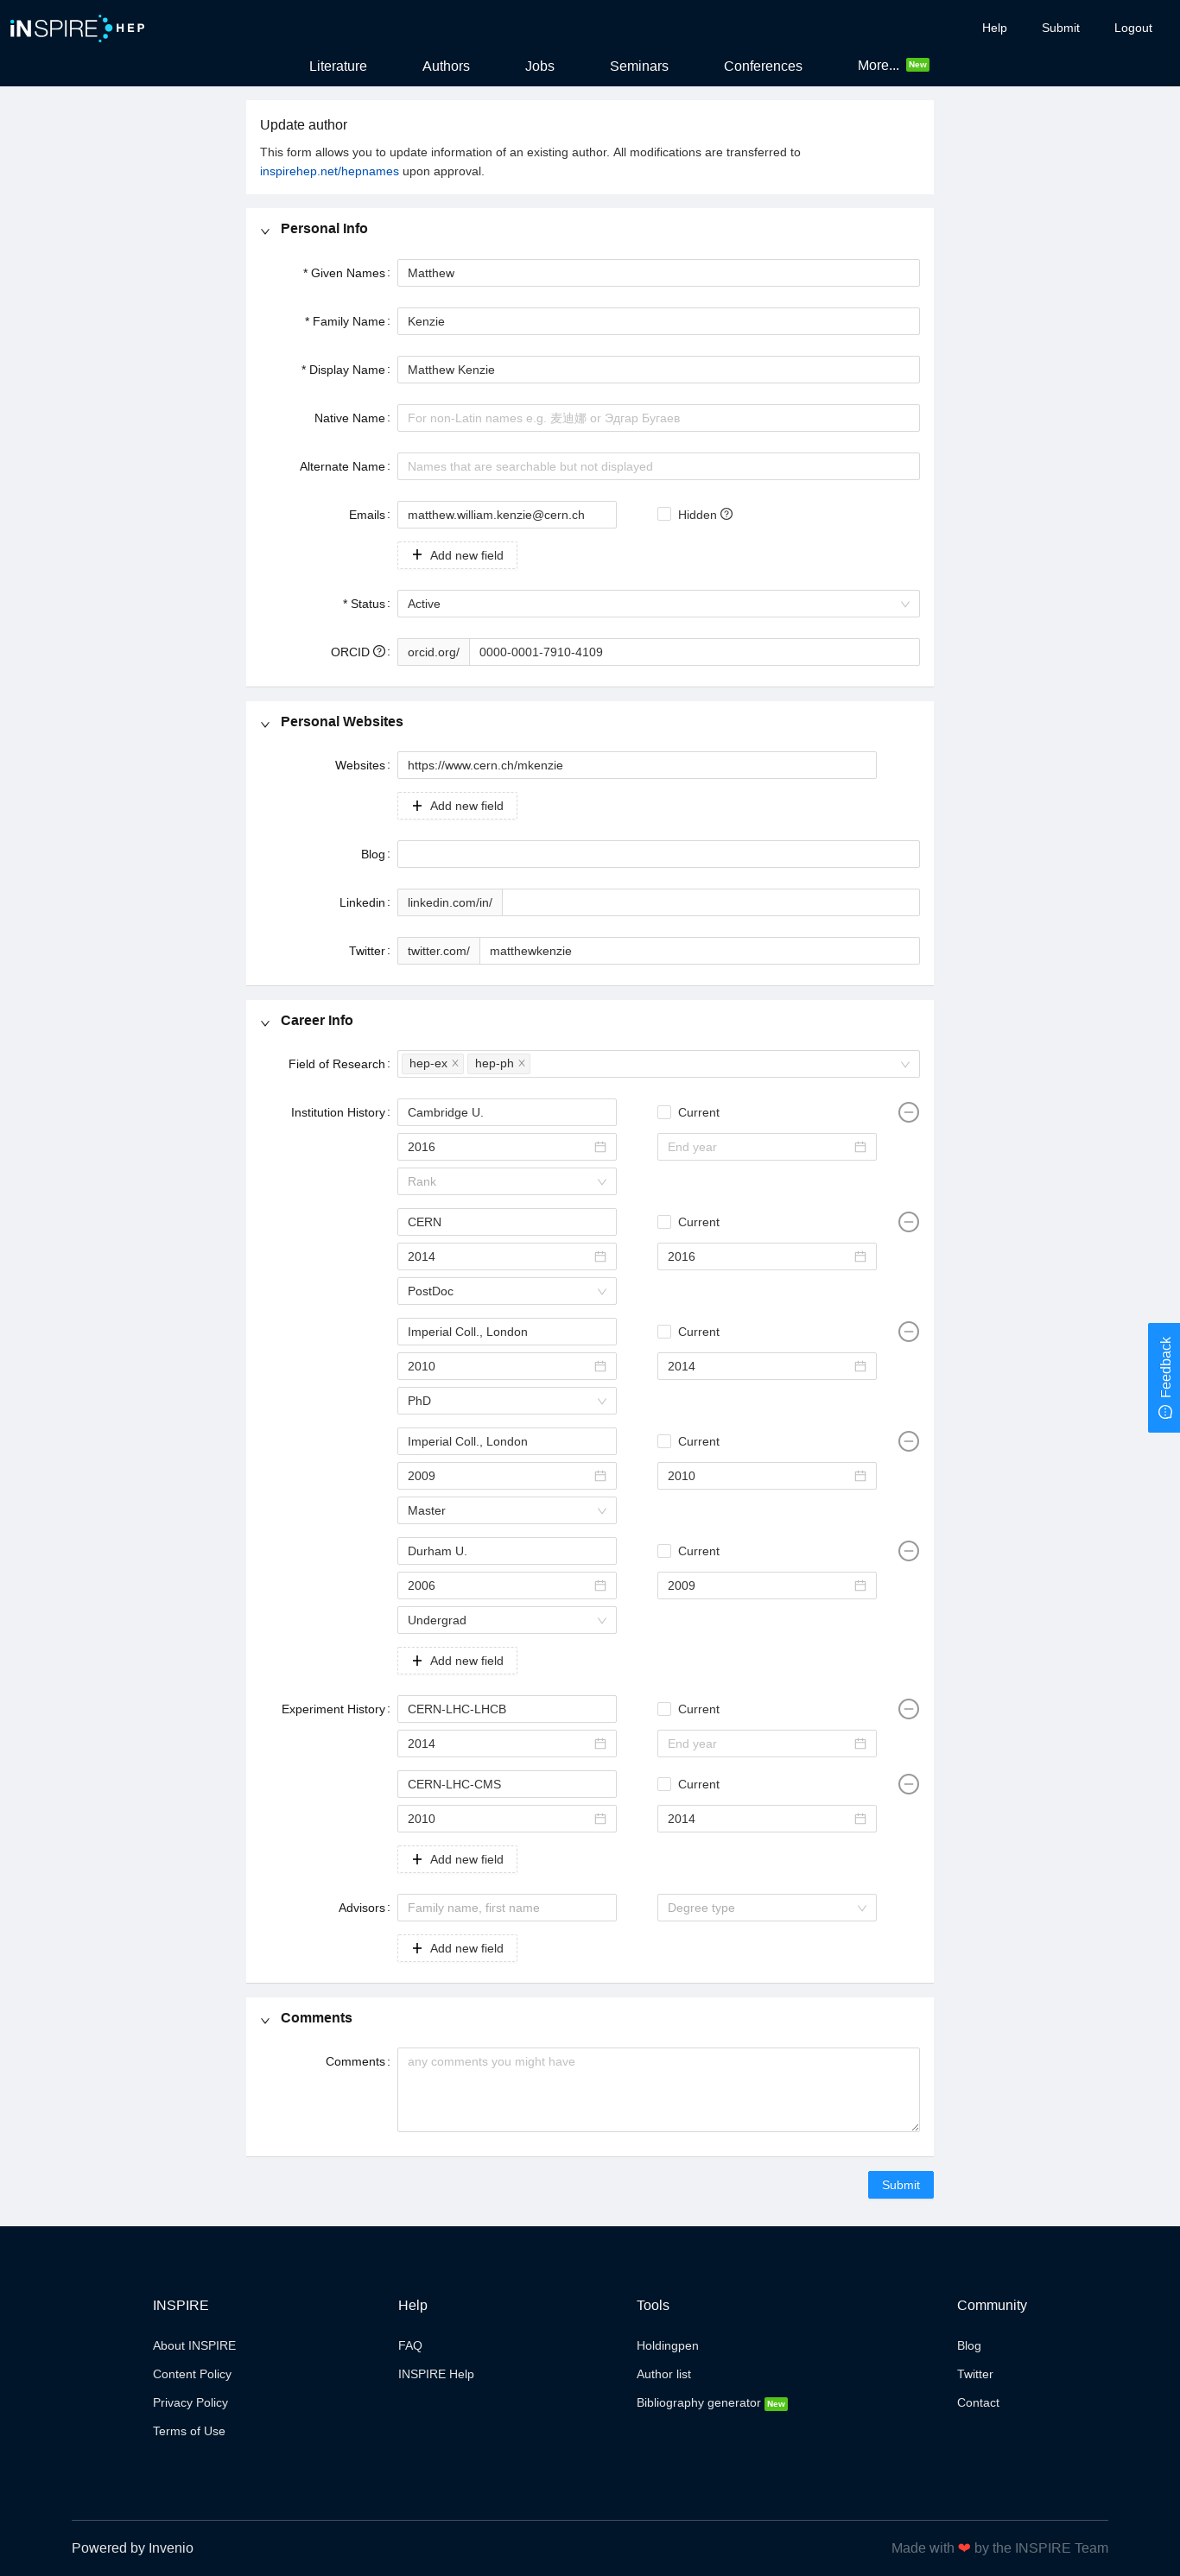 iNSPIRE HEP
Help Submit Logout
Literature Authors Jobs Seminars Conferences More... New
Update author
This form allows you to update information of an existing author. All modifications are transferred to
inspirehep.net/hepnames upon approval.
Personal Info
* Given Names : Matthew
* Family Name : Kenzie
* Display Name : Matthew Kenzie
Native Name : For non-Latin names e.g. 麦迪娜 or Эдгар Бугаев
Alternate Name : Names that are searchable but not displayed
Emails : matthew.william.kenzie@cern.ch Hidden
Add new field
* Status : Active
ORCID : orcid.org/ 0000-0001-7910-4109
Personal Websites
Websites : https://www.cern.ch/mkenzie
Add new field
Blog :
Linkedin : linkedin.com/in/
Twitter : twitter.com/ matthewkenzie
Career Info
Field of Research : hep-ex hep-ph
Institution History : Cambridge U. Current
2016 End year
Rank
CERN Current
2014 2016
PostDoc
Imperial Coll., London Current
2010 2014
PhD
Imperial Coll., London Current
2009 2010
Master
Durham U. Current
2006 2009
Undergrad
Add new field
Experiment History : CERN-LHC-LHCB Current
2014 End year
CERN-LHC-CMS Current
2010 2014
Add new field
Advisors : Family name, first name Degree type
Add new field
Comments
Comments : any comments you might have
Submit
Feedback
INSPIRE Help Tools Community
About INSPIRE FAQ Holdingpen Blog
Content Policy INSPIRE Help Author list Twitter
Privacy Policy Bibliography generator New Contact
Terms of Use
Powered by Invenio Made with ❤ by the INSPIRE Team